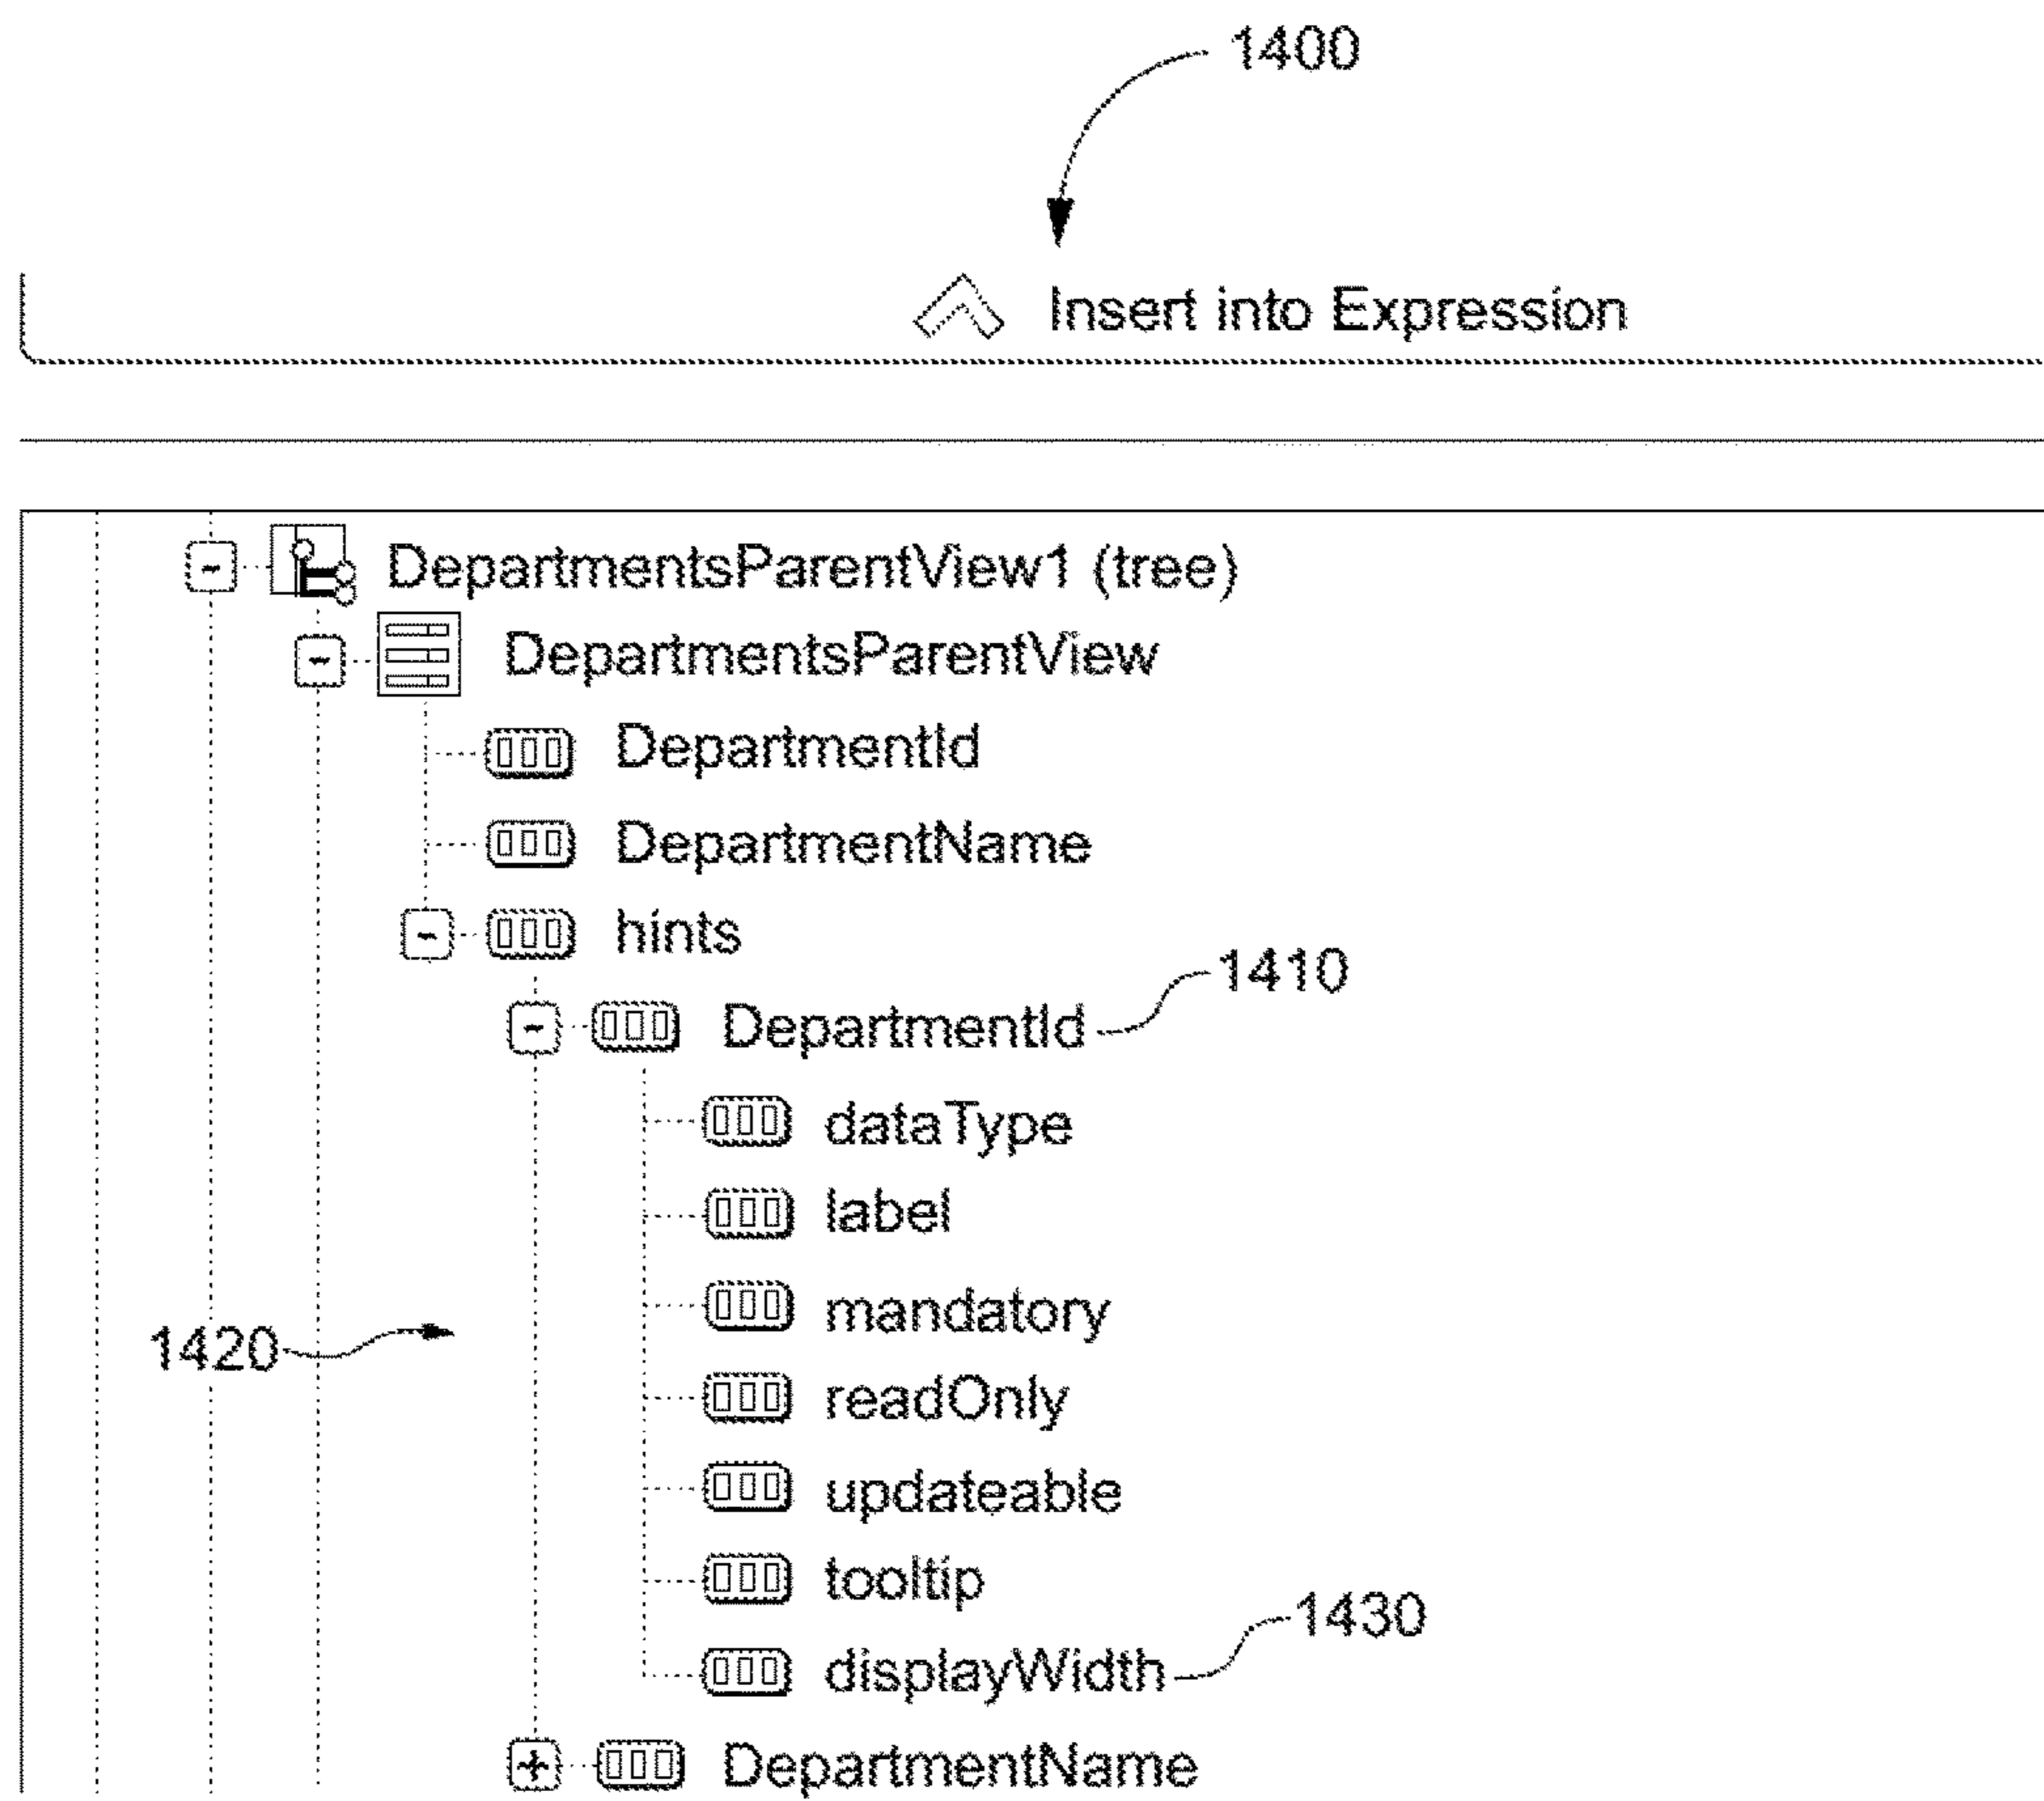 1400
Insert into Expression
DepartmentsParentView1 (tree)
DepartmentsParentView
DepartmentId
DepartmentName
hints
1410
DepartmentId
dataType
label
mandatory
1420
readOnly
updateable
tooltip
1430
displayWidth
DepartmentName